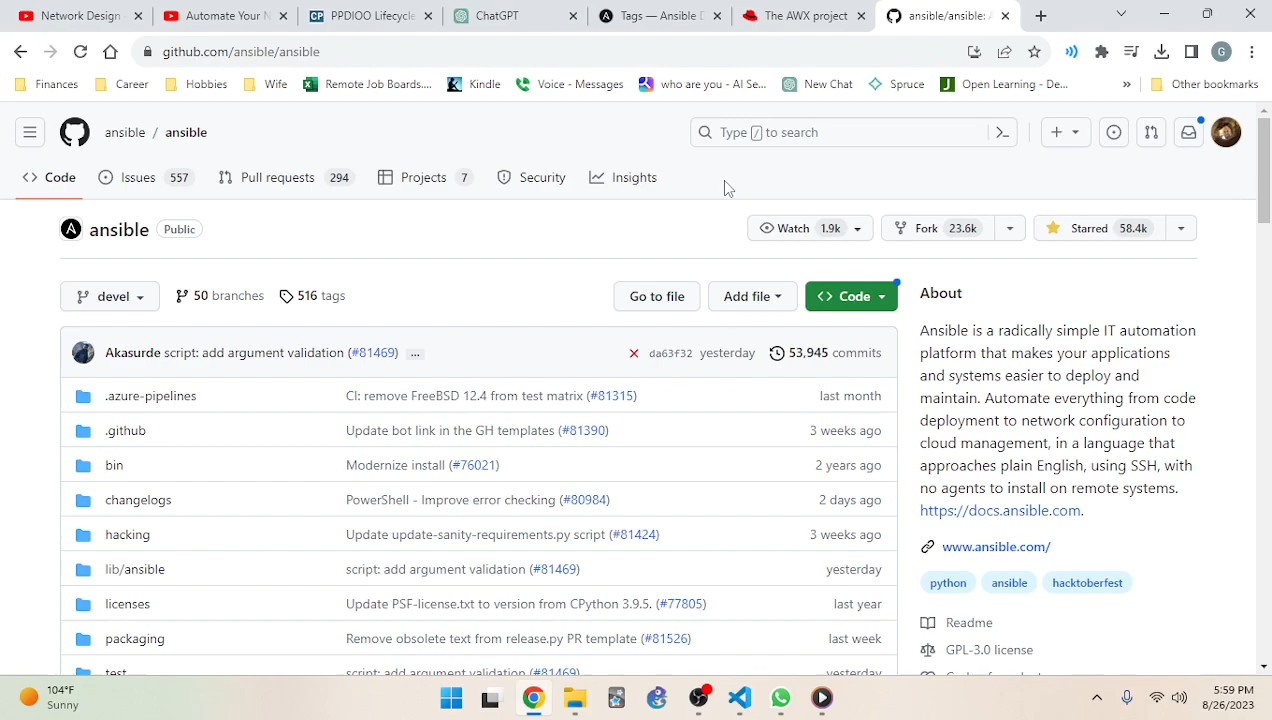 Network Design
Automate Your N
PPDIOO Lifecycl
ChatGPT
Tags — Ansible D
The AWX project
ansible/ansible: A
github.com/ansible/ansible
G
Finances
Career
Hobbies
Wife
Remote Job Boards....
Kindle
Voice - Messages
who are you - AI Se...
New Chat
Spruce
Open Learning - De...
»
Other bookmarks
ansible / ansible
Type / to search
Code
Issues 557
Pull requests 294
Projects 7
Security
Insights
ansible Public
Watch 1.9k
Fork 23.6k
Starred 58.4k
devel
50 branches
516 tags
Go to file
Add file
<> Code
About
Akasurde script: add argument validation (#81469) ...
da63f32 yesterday
53,945 commits
.azure-pipelines CI: remove FreeBSD 12.4 from test matrix (#81315) last month
.github Update bot link in the GH templates (#81390) 3 weeks ago
bin Modernize install (#76021) 2 years ago
changelogs PowerShell - Improve error checking (#80984) 2 days ago
hacking Update update-sanity-requirements.py script (#81424) 3 weeks ago
lib/ansible script: add argument validation (#81469) yesterday
licenses Update PSF-license.txt to version from CPython 3.9.5. (#77805) last year
packaging Remove obsolete text from release.py PR template (#81526) last week
test script: add argument validation (#81469) yesterday
Ansible is a radically simple IT automation
platform that makes your applications
and systems easier to deploy and
maintain. Automate everything from code
deployment to network configuration to
cloud management, in a language that
approaches plain English, using SSH, with
no agents to install on remote systems.
https://docs.ansible.com.
www.ansible.com/
python
ansible
hacktoberfest
Readme
GPL-3.0 license
104°F
Sunny
5:59 PM
8/26/2023